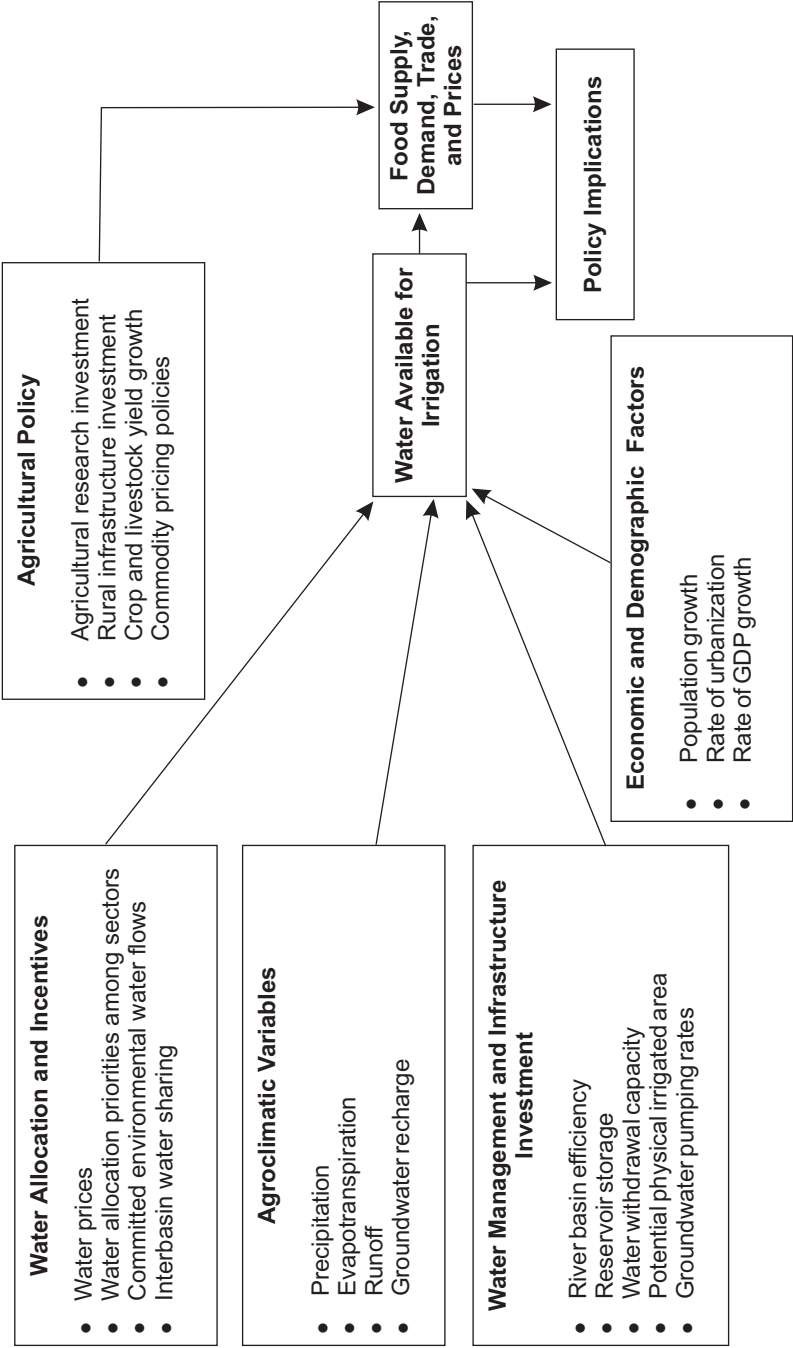 Water Allocation and Incentives
• Water prices
• Water allocation priorities among sectors
• Committed environmental water flows
• Interbasin water sharing
Agroclimatic Variables
• Precipitation
• Evapotranspiration
• Runoff
• Groundwater recharge
Water Management and Infrastructure
Investment
• River basin efficiency
• Reservoir storage
• Water withdrawal capacity
• Potential physical irrigated area
• Groundwater pumping rates
Agricultural Policy
• Agricultural research investment
• Rural infrastructure investment
• Crop and livestock yield growth
• Commodity pricing policies
Water Available for
Irrigation
Economic and Demographic Factors
• Population growth
• Rate of urbanization
• Rate of GDP growth
Food Supply,
Demand, Trade,
and Prices
Policy Implications